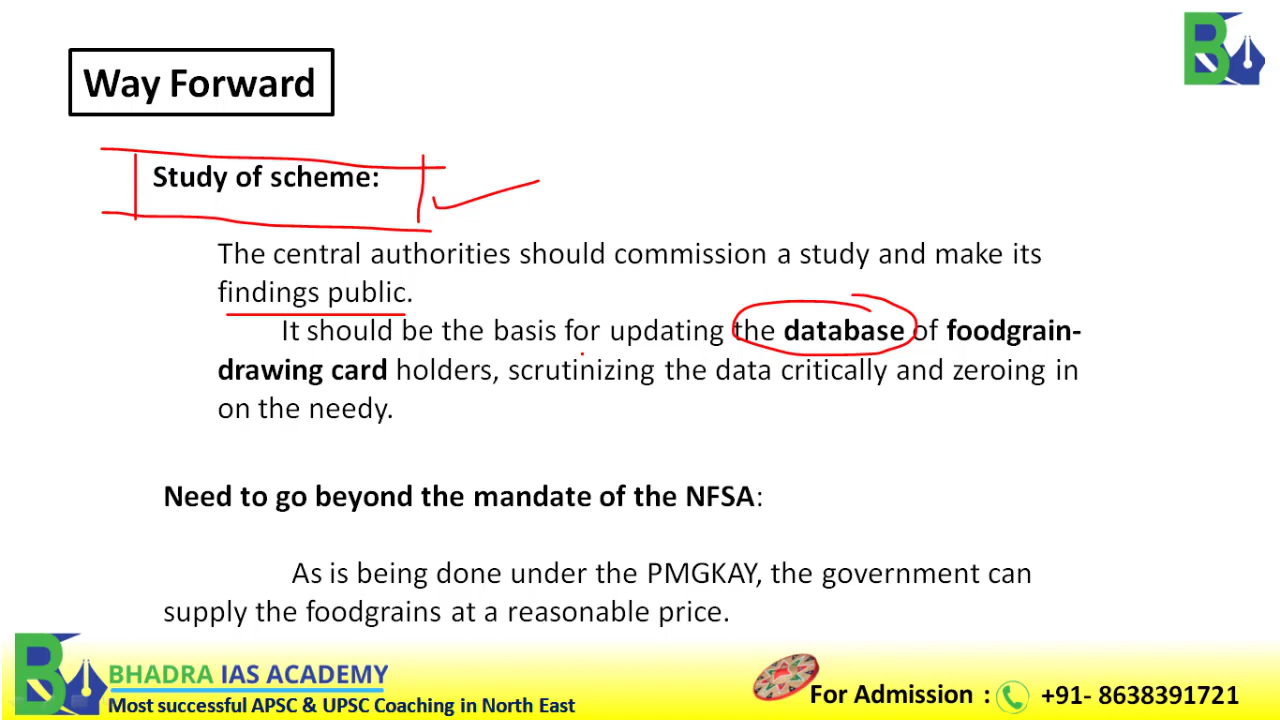 Way Forward
Study of scheme:
The central authorities should commission a study and make its
findings public.
It should be the basis for updating the database of foodgrain-
drawing card holders, scrutinizing the data critically and zeroing in
on the needy.
Need to go beyond the mandate of the NFSA:
As is being done under the PMGKAY, the government can
supply the foodgrains at a reasonable price.
BHADRA IAS ACADEMY
Most successful APSC & UPSC Coaching in North East
For Admission : +91- 8638391721